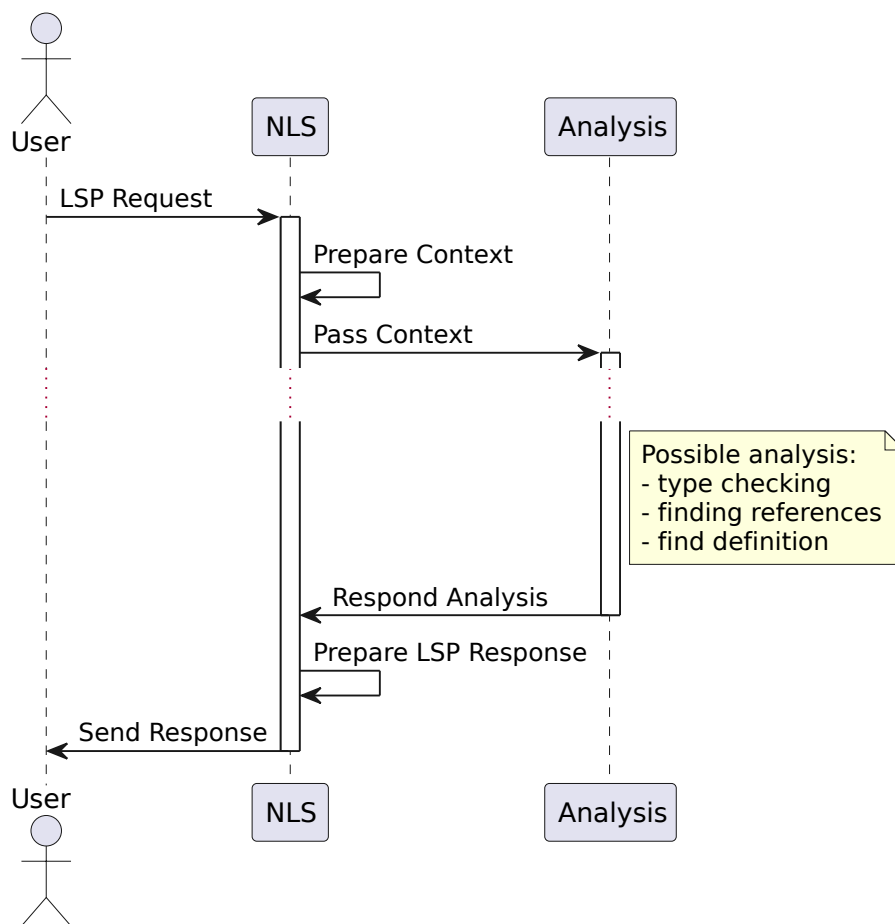 User
NLS
Analysis
LSP Request
Prepare Context
Pass Context
Possible analysis:
- type checking
- finding references
- find definition
Respond Analysis
Prepare LSP Response
Send Response
User
NLS
Analysis